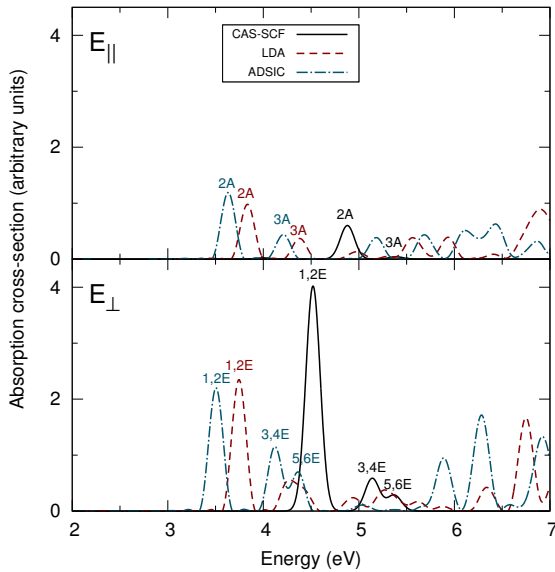 Absorption cross-section (arbitrary units)
E||
CAS-SCF
LDA
ADSIC
4
2
0
2A
2A
3A
3A
2A
3A
E⊥
1,2E
4
2
0
1,2E
1,2E
3,4E
5,6E
3,4E
5,6E
2 3 4 5 6 7
Energy (eV)